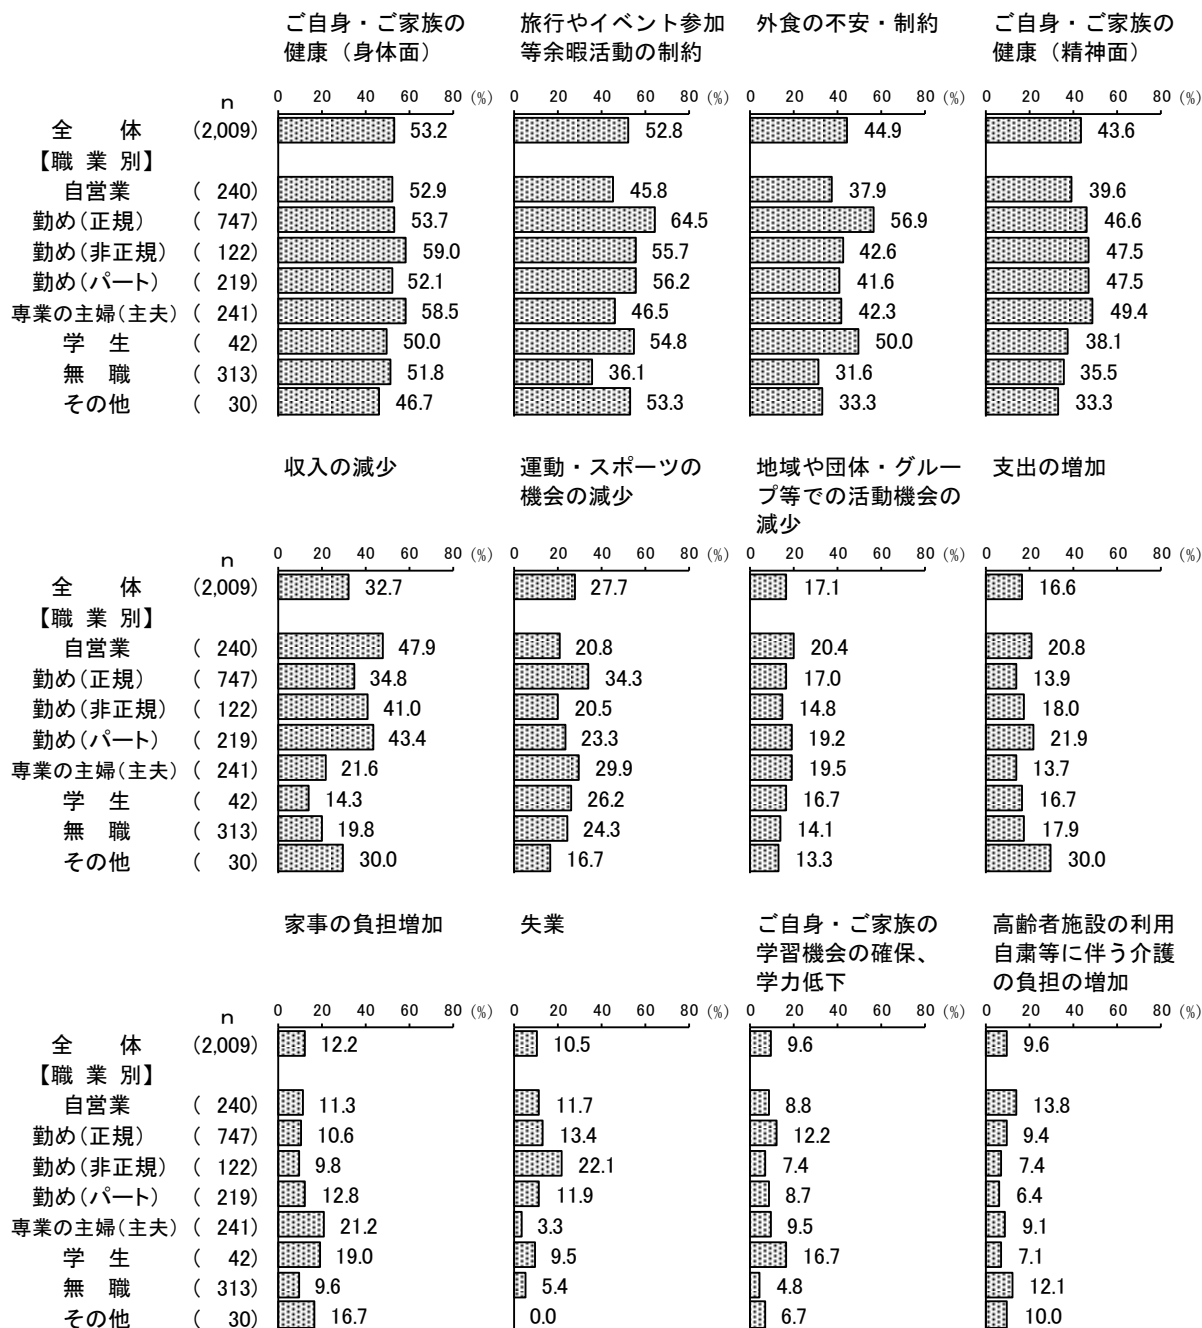 ご自身・ご家族の 旅行やイベント参加 外食の不安・制約 ご自身・ご家族の
健康（身体面） 等余暇活動の制約 健康（精神面）
n 0 20 40 60 80 (%) 0 20 40 60 80 (%) 0 20 40 60 80 (%) 0 20 40 60 80 (%)
全 体 (2,009) 53.2 52.8 44.9 43.6
【職 業 別】
自営業 ( 240) 52.9 45.8 37.9 39.6
勤め(正規) ( 747) 53.7 64.5 56.9 46.6
勤め(非正規) ( 122) 59.0 55.7 42.6 47.5
勤め(パート) ( 219) 52.1 56.2 41.6 47.5
専業の主婦(主夫) ( 241) 58.5 46.5 42.3 49.4
学 生 ( 42) 50.0 54.8 50.0 38.1
無 職 ( 313) 51.8 36.1 31.6 35.5
その他 ( 30) 46.7 53.3 33.3 33.3
収入の減少 運動・スポーツの 地域や団体・グルー 支出の増加
機会の減少 プ等での活動機会の
減少
n 0 20 40 60 80 (%) 0 20 40 60 80 (%) 0 20 40 60 80 (%) 0 20 40 60 80 (%)
全 体 (2,009) 32.7 27.7 17.1 16.6
【職 業 別】
自営業 ( 240) 47.9 20.8 20.4 20.8
勤め(正規) ( 747) 34.8 34.3 17.0 13.9
勤め(非正規) ( 122) 41.0 20.5 14.8 18.0
勤め(パート) ( 219) 43.4 23.3 19.2 21.9
専業の主婦(主夫) ( 241) 21.6 29.9 19.5 13.7
学 生 ( 42) 14.3 26.2 16.7 16.7
無 職 ( 313) 19.8 24.3 14.1 17.9
その他 ( 30) 30.0 16.7 13.3 30.0
家事の負担増加 失業 ご自身・ご家族の 高齢者施設の利用
学習機会の確保、 自粛等に伴う介護
学力低下 の負担の増加
n 0 20 40 60 80 (%) 0 20 40 60 80 (%) 0 20 40 60 80 (%) 0 20 40 60 80 (%)
全 体 (2,009) 12.2 10.5 9.6 9.6
【職 業 別】
自営業 ( 240) 11.3 11.7 8.8 13.8
勤め(正規) ( 747) 10.6 13.4 12.2 9.4
勤め(非正規) ( 122) 9.8 22.1 7.4 7.4
勤め(パート) ( 219) 12.8 11.9 8.7 6.4
専業の主婦(主夫) ( 241) 21.2 3.3 9.5 9.1
学 生 ( 42) 19.0 9.5 16.7 7.1
無 職 ( 313) 9.6 5.4 4.8 12.1
その他 ( 30) 16.7 0.0 6.7 10.0